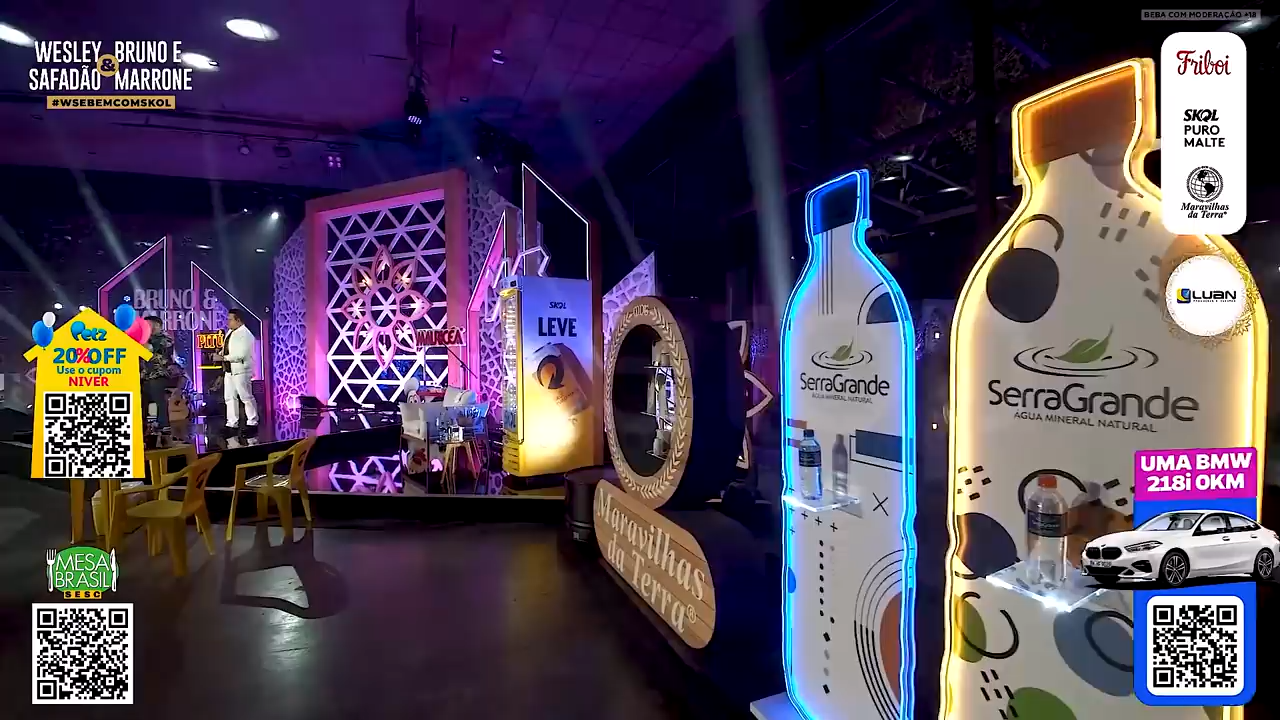 BEBA COM MODERAÇÃO +18
WESLEY SAFADÃO & BRUNO E MARRONE
#WSEBEMCOMSKOL
Friboi
SKOL
PURO
MALTE
Maravilhas
da Terra®
LUAN
BRUNO &
MARRONE
PITÚ
MAURICÉA
SKOL
LEVE
Petz
20% OFF
Use o cupom
NIVER
MESA
BRASIL
SESC
Maravilhas
da Terra®
SerraGrande
ÁGUA MINERAL NATURAL
SerraGrande
ÁGUA MINERAL NATURAL
UMA BMW
218i 0KM